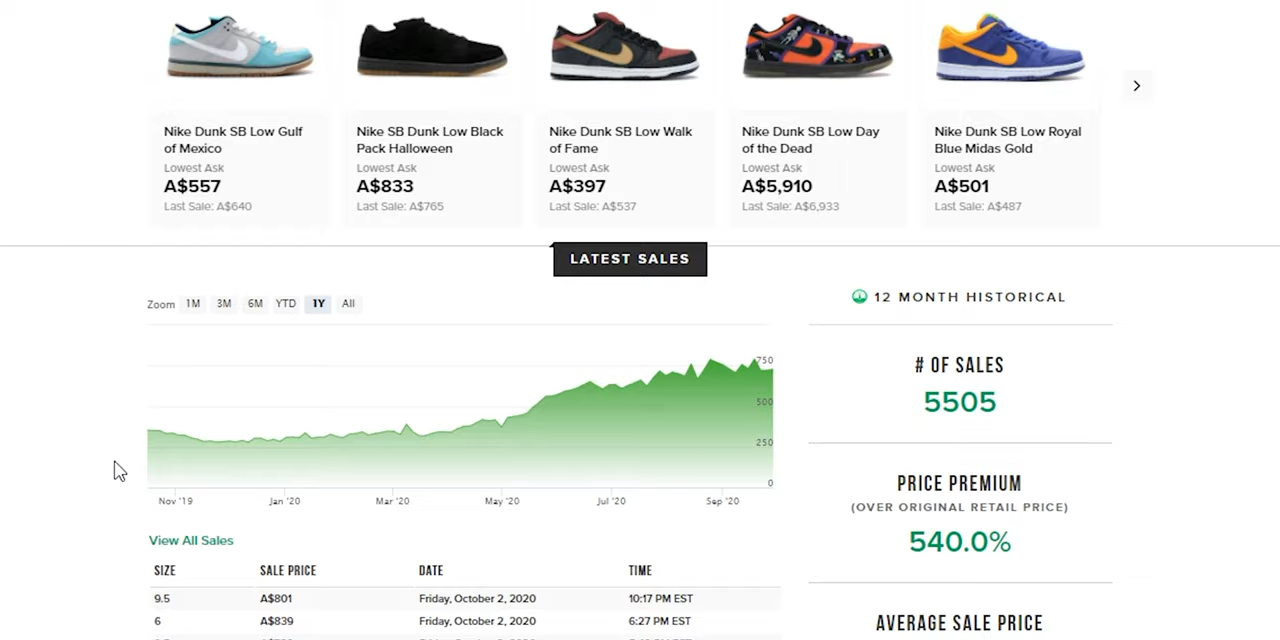 Nike Dunk SB Low Gulf
of Mexico
Lowest Ask
A$557
Last Sale: A$640
Nike SB Dunk Low Black
Pack Halloween
Lowest Ask
A$833
Last Sale: A$765
Nike Dunk SB Low Walk
of Fame
Lowest Ask
A$397
Last Sale: A$537
Nike Dunk SB Low Day
of the Dead
Lowest Ask
A$5,910
Last Sale: A$6,933
Nike Dunk SB Low Royal
Blue Midas Gold
Lowest Ask
A$501
Last Sale: A$487
LATEST SALES
Zoom 1M 3M 6M YTD 1Y All
750
500
250
0
Nov '19 Jan '20 Mar '20 May '20 Jul '20 Sep '20
View All Sales
SIZE SALE PRICE DATE TIME
9.5 A$801 Friday, October 2, 2020 10:17 PM EST
6 A$839 Friday, October 2, 2020 6:27 PM EST
12 MONTH HISTORICAL
# OF SALES
5505
PRICE PREMIUM
(OVER ORIGINAL RETAIL PRICE)
540.0%
AVERAGE SALE PRICE